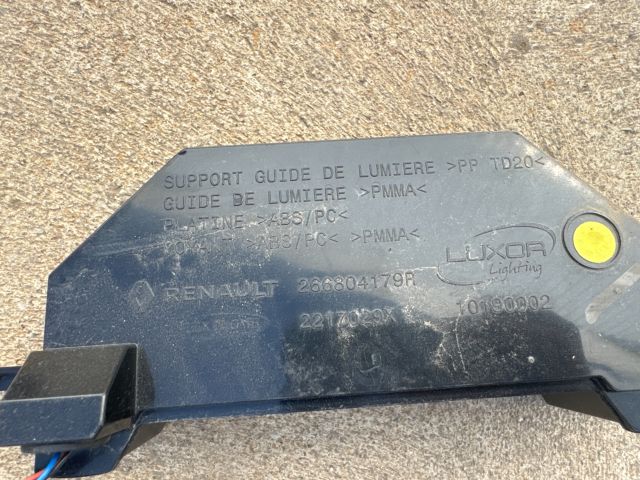 SUPPORT GUIDE DE LUMIERE >PP TD20<
GUIDE DE LUMIERE >PMMA<
PLATINE >ABS/PC<
>ABS/PC< >PMMA<
LUXOR
Lighting
RENAULT 266804179R
10190302